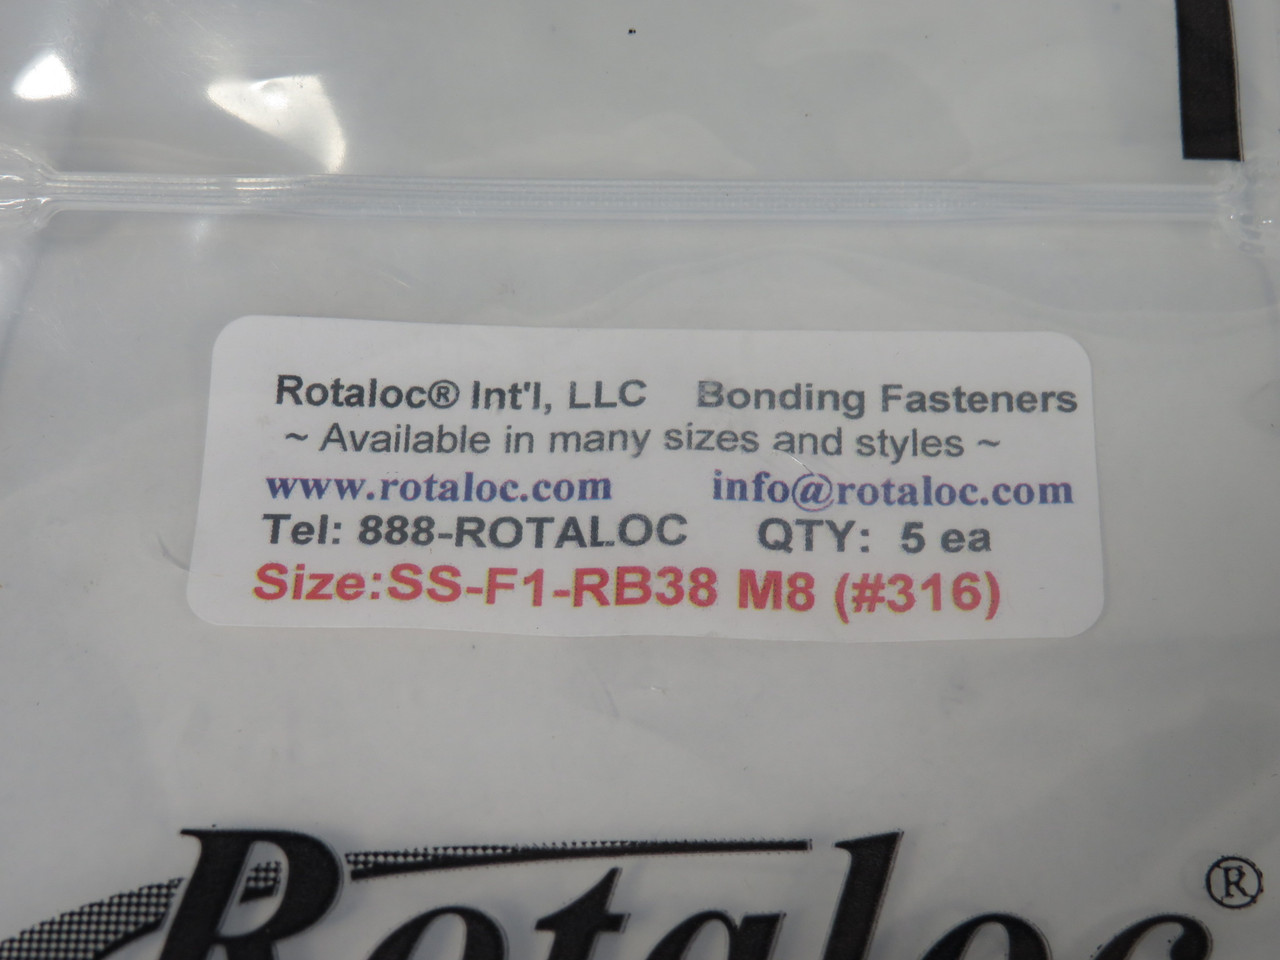 Rotaloc® Int'l, LLC Bonding Fasteners
~ Available in many sizes and styles ~
www.rotaloc.com info@rotaloc.com
Tel: 888-ROTALOC QTY: 5 ea
Size:SS-F1-RB38 M8 (#316)
Rotaloc®